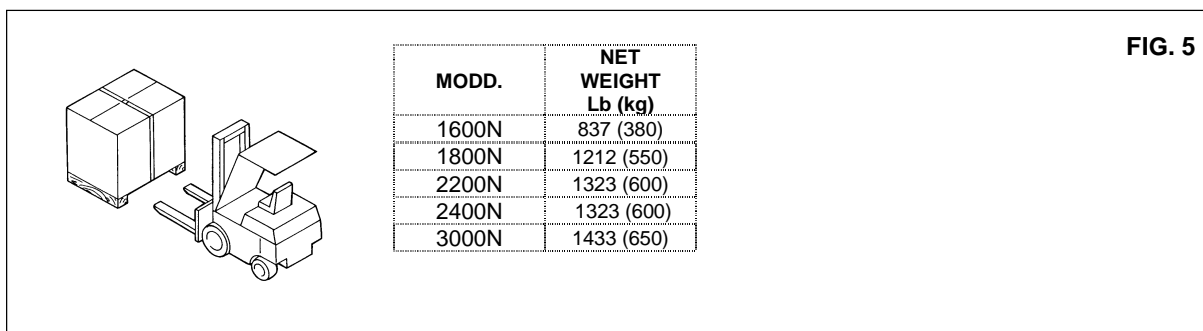 FIG. 5
MODD. NET WEIGHT Lb (kg)
1600N 837 (380)
1800N 1212 (550)
2200N 1323 (600)
2400N 1323 (600)
3000N 1433 (650)